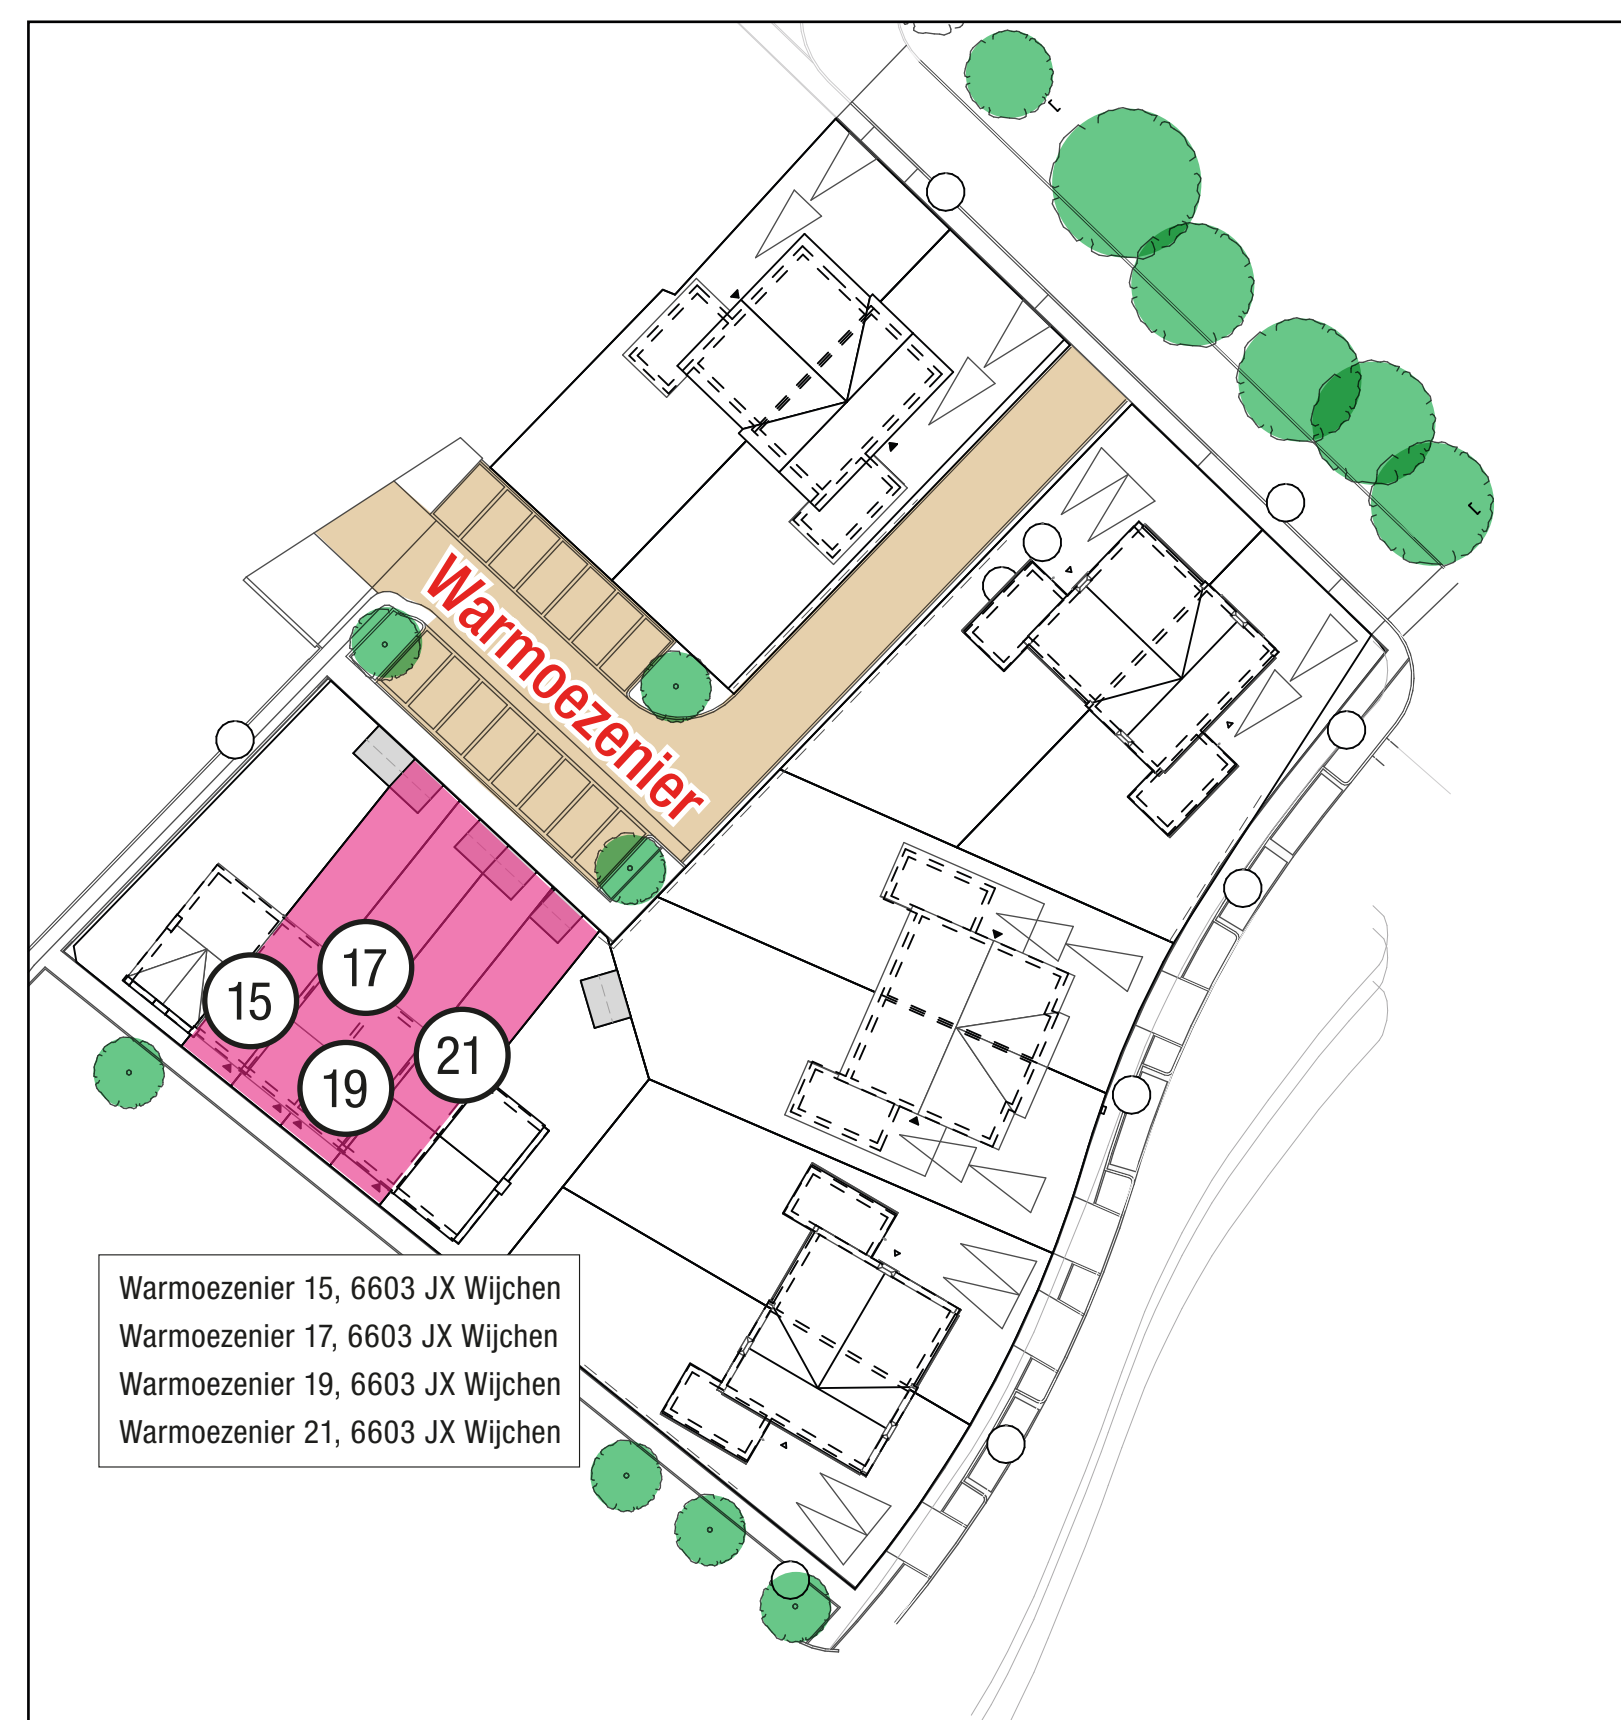 Warmoezenier
15
17
19
21
Warmoezenier 15, 6603 JX Wijchen
Warmoezenier 17, 6603 JX Wijchen
Warmoezenier 19, 6603 JX Wijchen
Warmoezenier 21, 6603 JX Wijchen